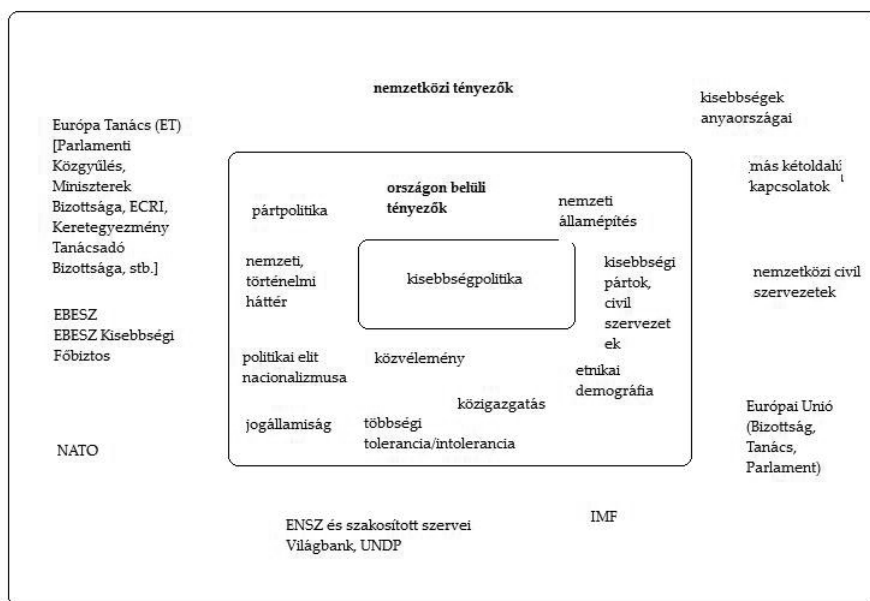 nemzetközi tényezők
kisebbségek
anyaországai
Európa Tanács (ET)
[Parlamenti
Közgyűlés,
Miniszterek
Bizottsága, ECRI,
Keretegyezmény
Tanácsadó
Bizottsága, stb.]
más kétoldalú
kapcsolatok
országon belüli
tényezők
pártpolitika
nemzeti
államépítés
nemzeti,
történelmi
háttér
kisebbségpolitika
kisebbségi
pártok,
civil
szervezet
ek
nemzetközi civil
szervezetek
EBESZ
EBESZ Kisebbségi
Főbiztos
politikai elit
nacionalizmusa
közvélemény
etnikai
demográfia
közigazgatás
jogállamiság
többségi
tolerancia/intolerancia
Európai Unió
(Bizottság,
Tanács,
Parlament)
NATO
ENSZ és szakosított szervei
Világbank, UNDP
IMF